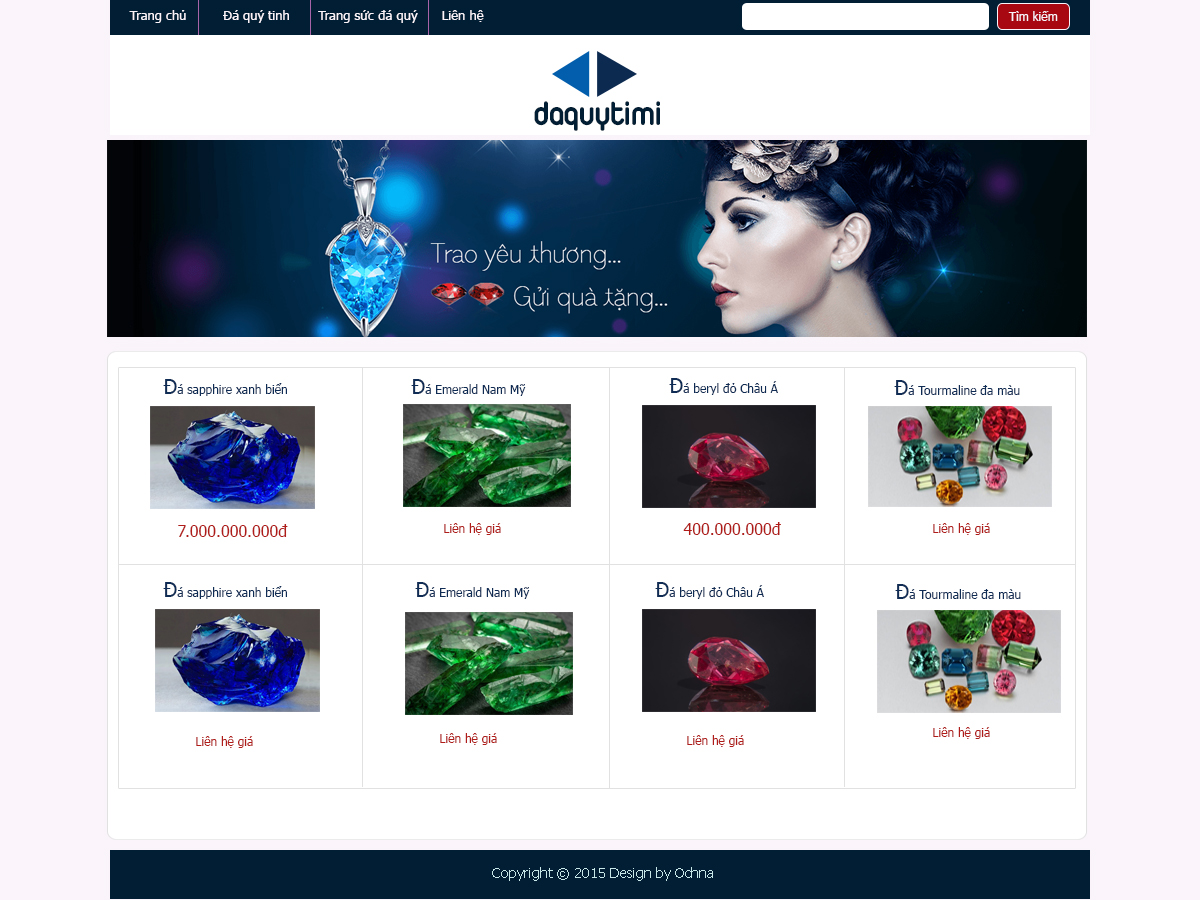 Trang chủ
Đá quý tinh
Trang sức đá quý
Liên hệ
Tìm kiếm
daquytimi
Trao yêu thương...
Gửi quà tặng...
Đá sapphire xanh biển
Đá Emerald Nam Mỹ
Đá beryl đỏ Châu Á
Đá Tourmaline đa màu
7.000.000.000đ
Liên hệ giá
400.000.000đ
Liên hệ giá
Đá sapphire xanh biển
Đá Emerald Nam Mỹ
Đá beryl đỏ Châu Á
Đá Tourmaline đa màu
Liên hệ giá
Liên hệ giá
Liên hệ giá
Liên hệ giá
Copyright © 2015 Design by Ochna